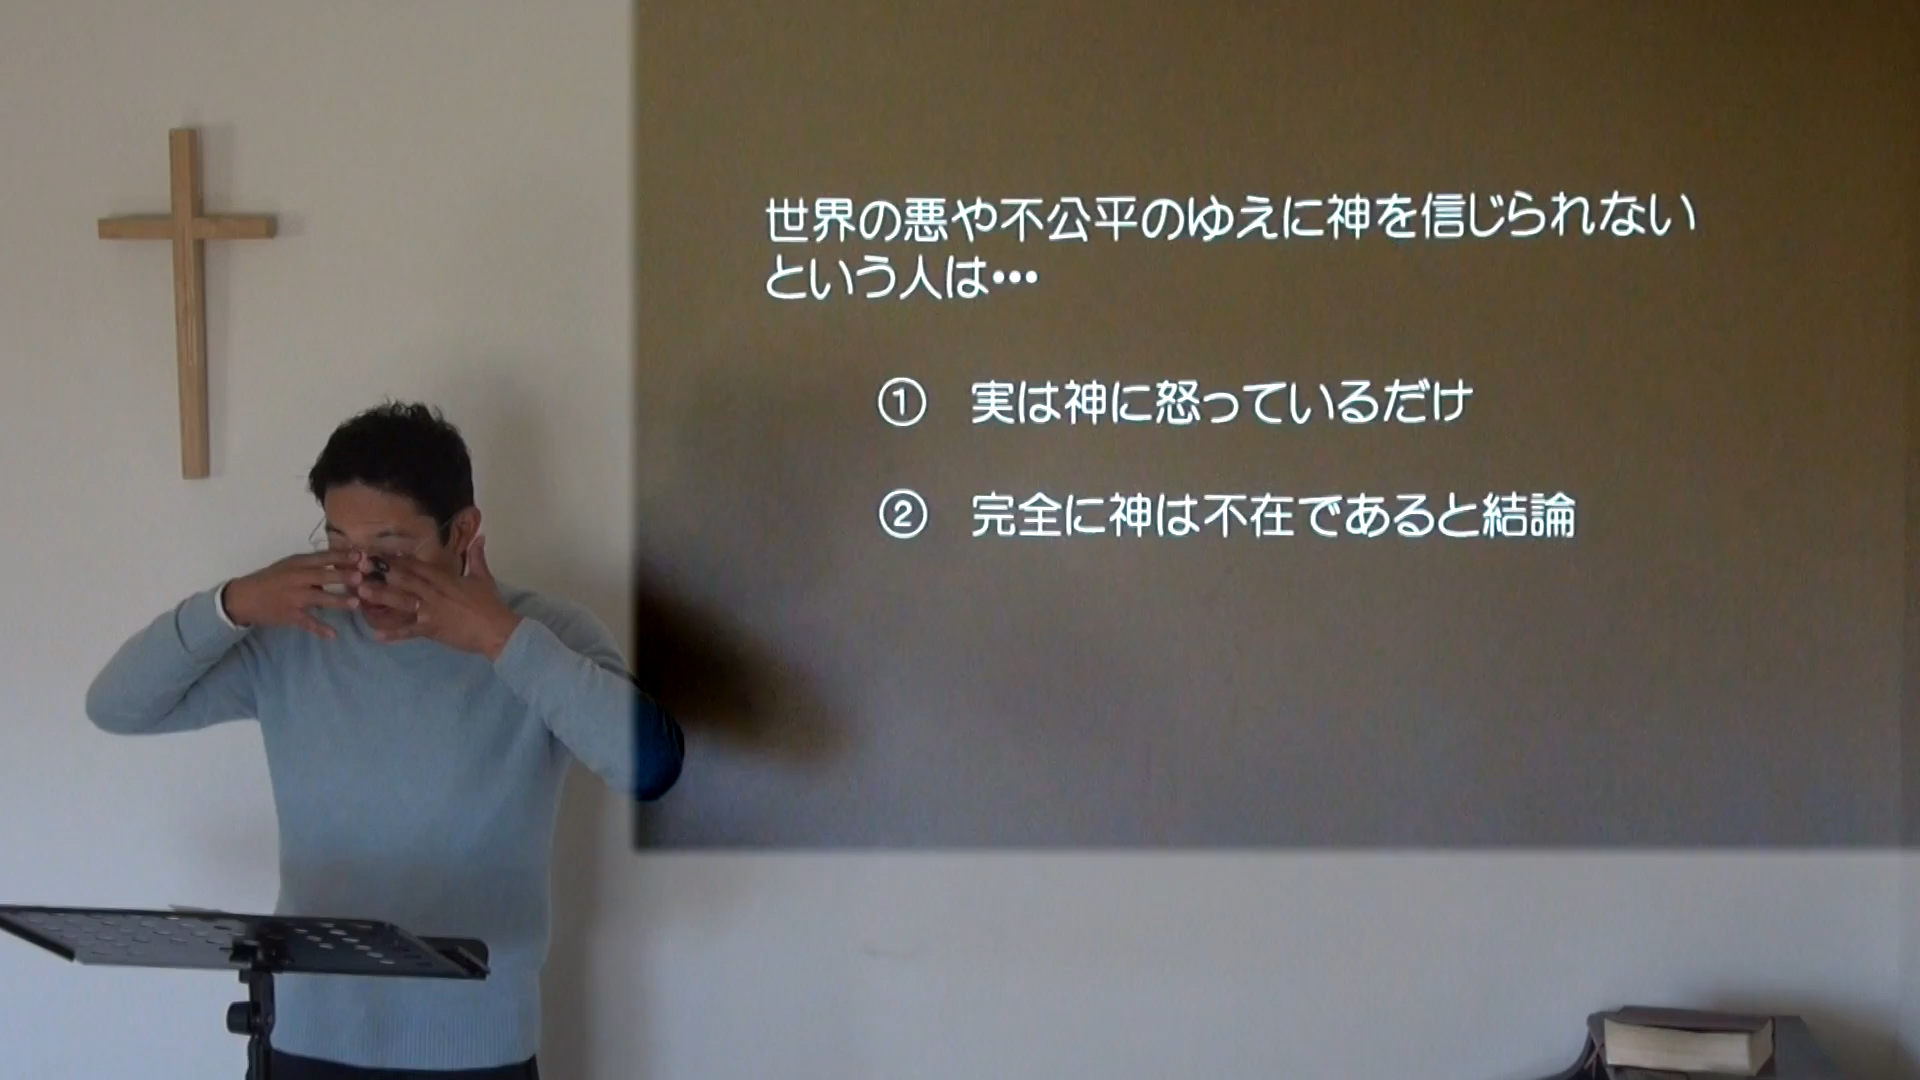 世界の悪や不公平のゆえに神を信じられない
という人は…
① 実は神に怒っているだけ
② 完全に神は不在であると結論